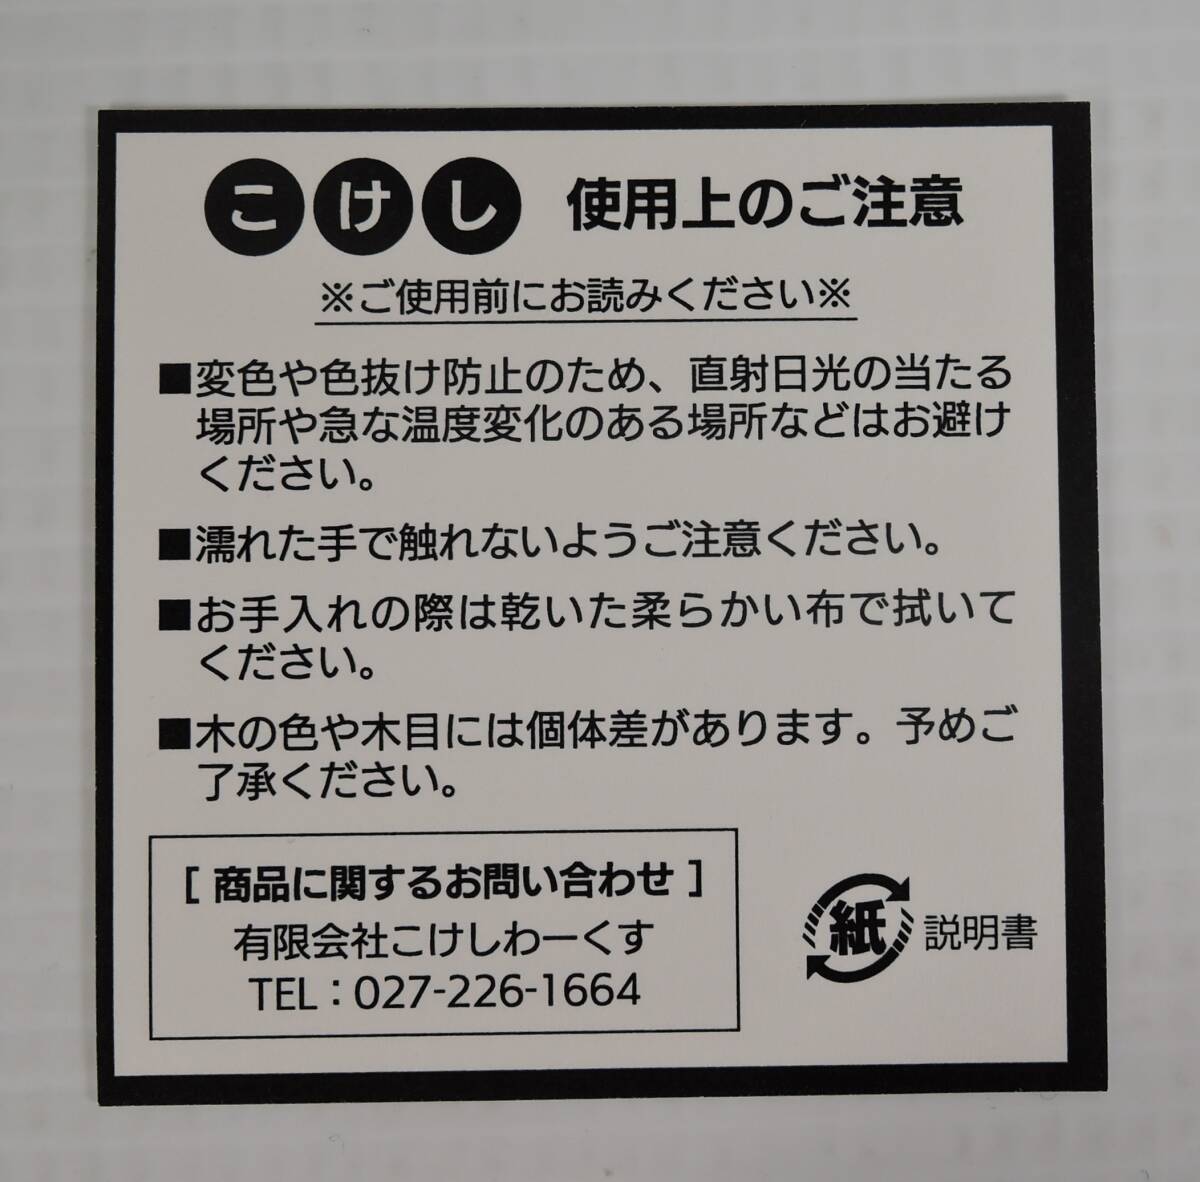 こけし 使用上のご注意
※ご使用前にお読みください※
■変色や色抜け防止のため、直射日光の当たる
場所や急な温度変化のある場所などはお避け
ください。
■濡れた手で触れないようご注意ください。
■お手入れの際は乾いた柔らかい布で拭いて
ください。
■木の色や木目には個体差があります。予めご
了承ください。
[ 商品に関するお問い合わせ ]
有限会社こけしわーくす
TEL：027-226-1664
紙 説明書